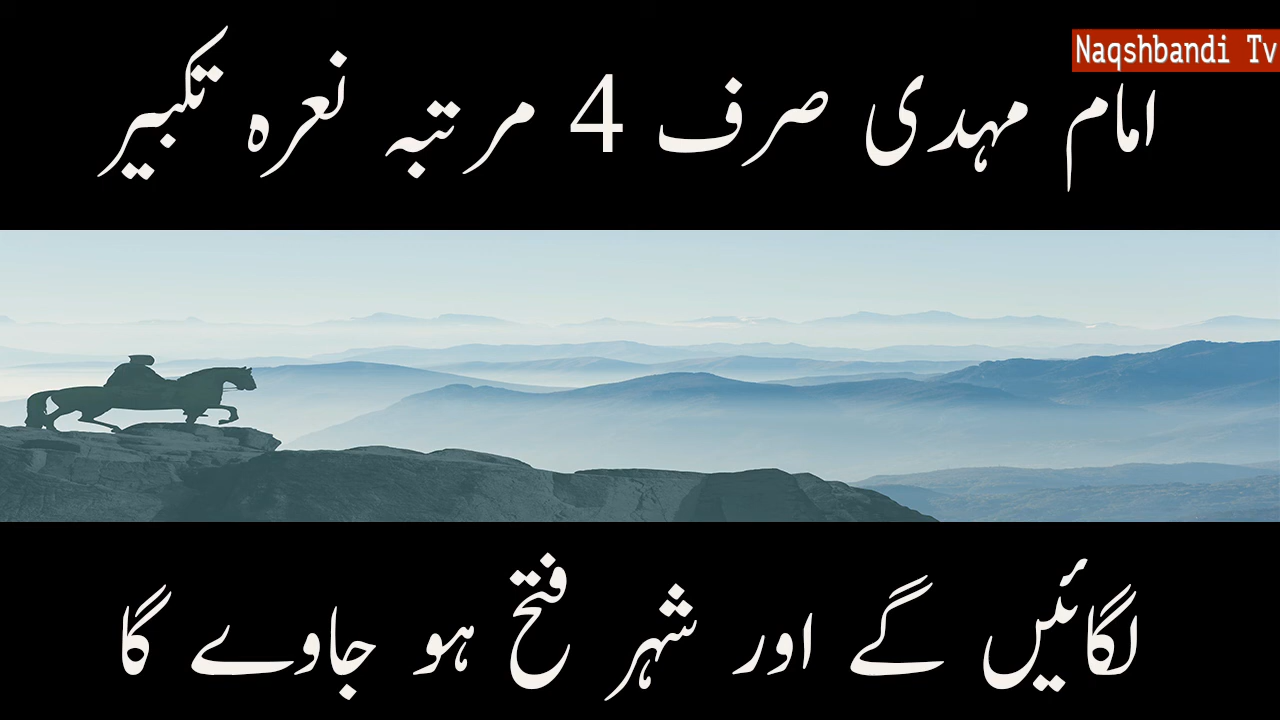 Naqshbandi Tv
امام مہدی صرف 4 مرتبہ نعرہ تکبیر
لگائیں گے اور شہر فتح ہو جاوے گا